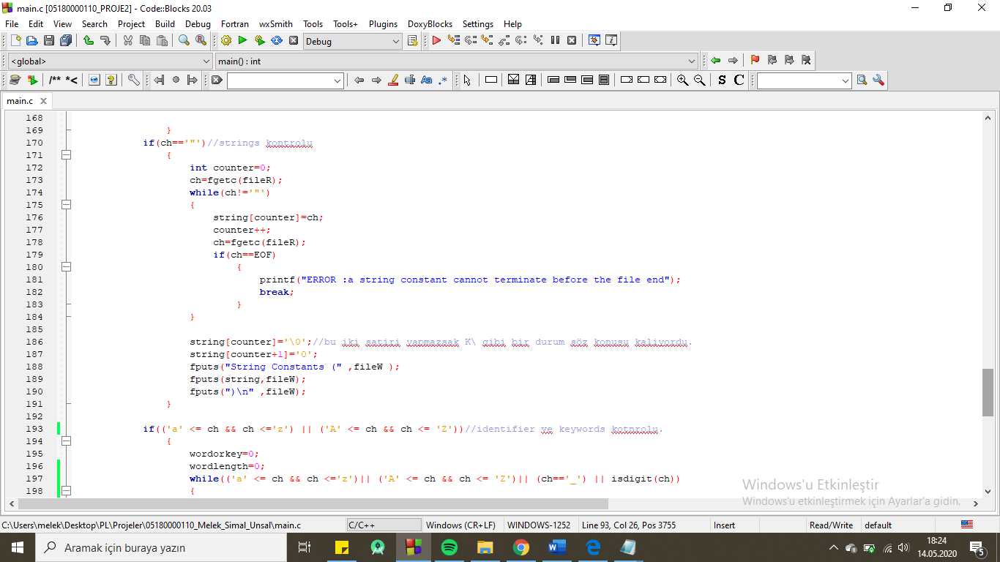 main.c [05180000110_PROJE2] - Code::Blocks 20.03
File Edit View Search Project Build Debug Fortran wxSmith Tools Tools+ Plugins DoxyBlocks Settings Help
Debug
<global> main() : int
/** *< Aa .* S C
main.c
168
169 }
170 if(ch=='"')//strings kontrolu
171 {
172 int counter=0;
173 ch=fgetc(fileR);
174 while(ch!='"')
175 {
176 string[counter]=ch;
177 counter++;
178 ch=fgetc(fileR);
179 if(ch==EOF)
180 {
181 printf("ERROR :a string constant cannot terminate before the file end");
182 break;
183 }
184 }
185
186 string[counter]='\0';//bu iki satiri yapmazsak K\ gibi bir durum söz konusu kaliyordu.
187 string[counter+1]='0';
188 fputs("String Constants (" ,fileW );
189 fputs(string,fileW);
190 fputs(")\n" ,fileW);
191 }
192
193 if(('a' <= ch && ch <='z') || ('A' <= ch && ch <= 'Z'))//identifier ve keywords kotnrolu.
194 {
195 wordorkey=0;
196 wordlength=0;
197 while(('a' <= ch && ch <='z')|| ('A' <= ch && ch <= 'Z')|| (ch=='_') || isdigit(ch))
198 {
Windows'u Etkinleştir
Windows'u etkinleştirmek için Ayarlar'a gidin.
C:\Users\melek\Desktop\PL\Projeler\05180000110_Melek_Simal_Unsal\main.c C/C++ Windows (CR+LF) WINDOWS-1252 Line 93, Col 26, Pos 3755 Insert Read/Write default
Aramak için buraya yazın
18:24
14.05.2020
5